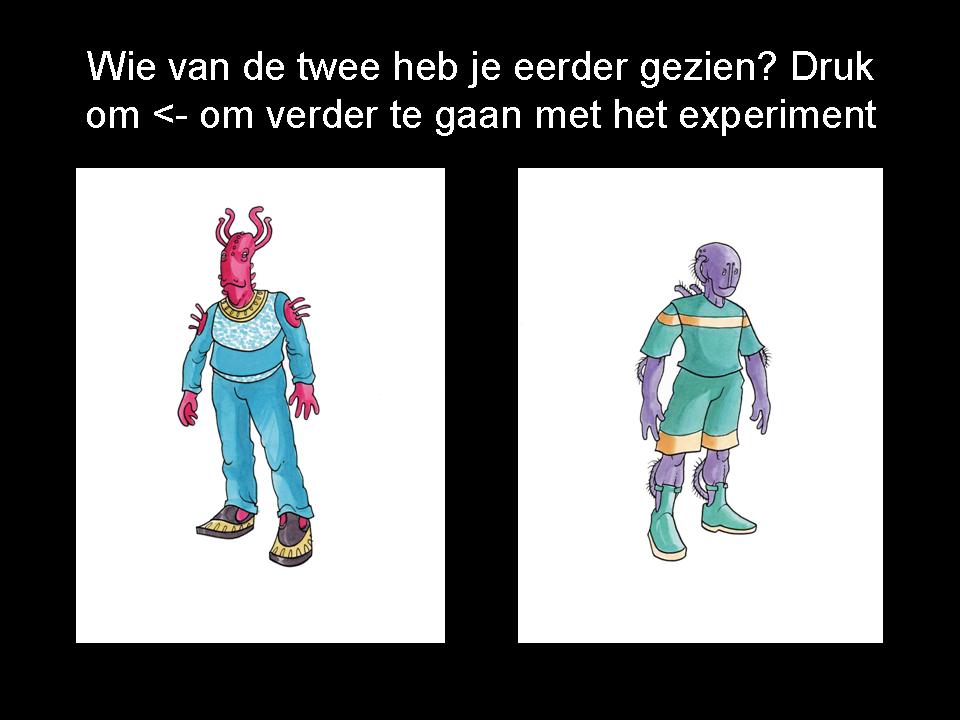 Wie van de twee heb je eerder gezien? Druk
om <- om verder te gaan met het experiment